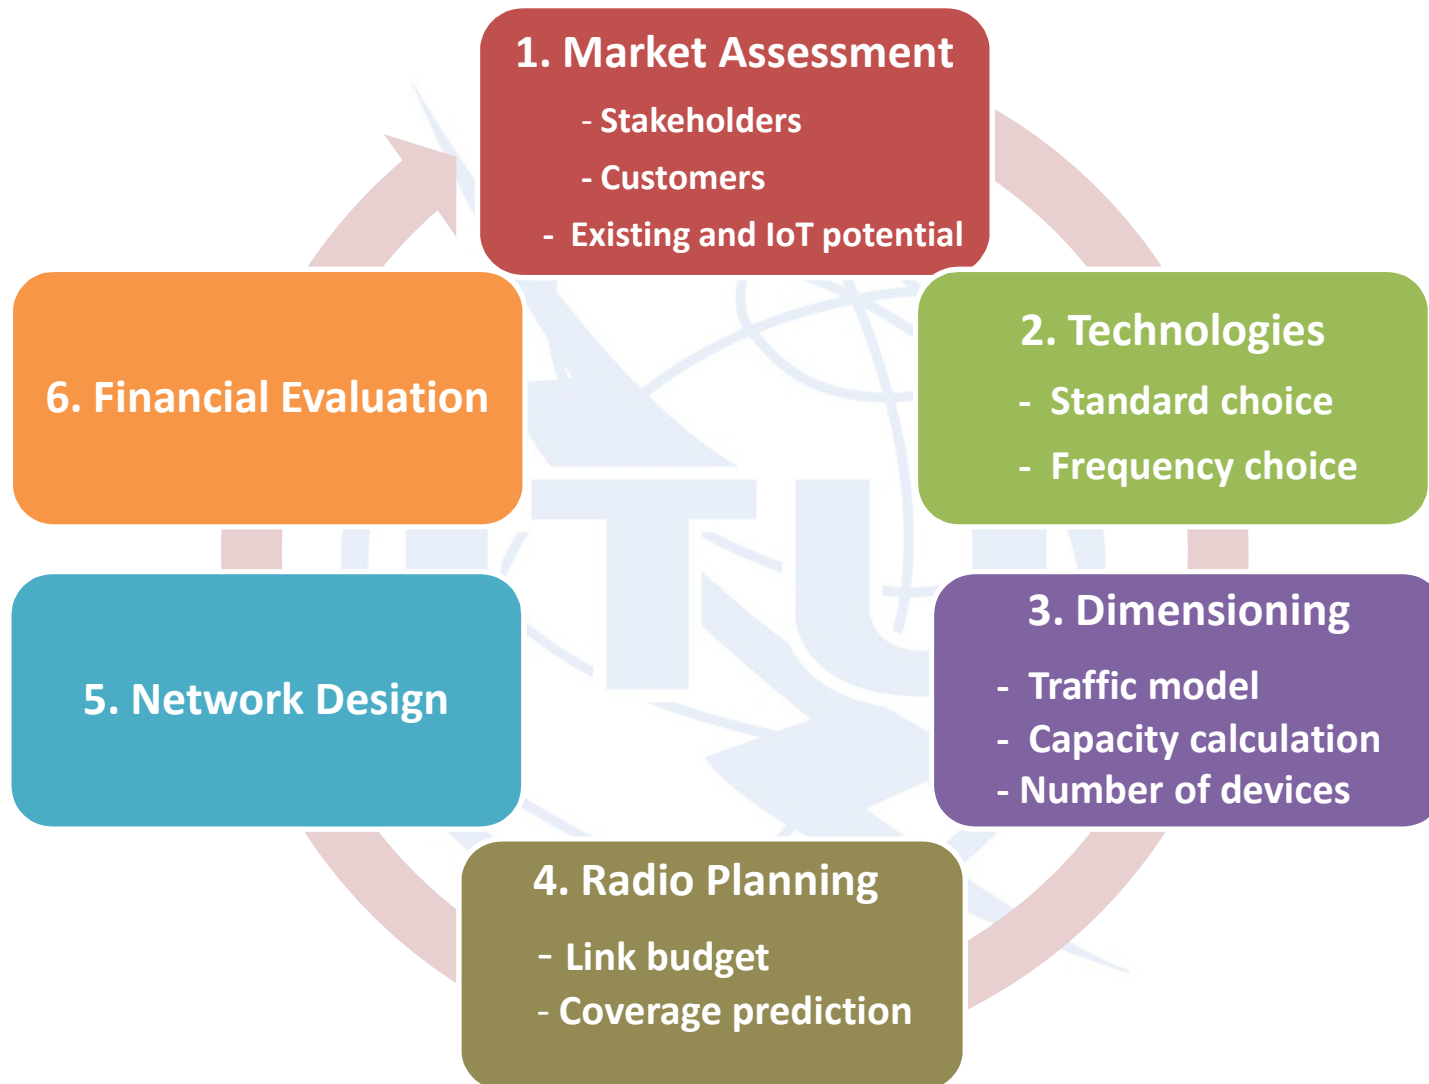 1. Market Assessment
- Stakeholders
- Customers
- Existing and IoT potential
2. Technologies
- Standard choice
- Frequency choice
3. Dimensioning
- Traffic model
- Capacity calculation
- Number of devices
4. Radio Planning
- Link budget
- Coverage prediction
5. Network Design
6. Financial Evaluation
ITU